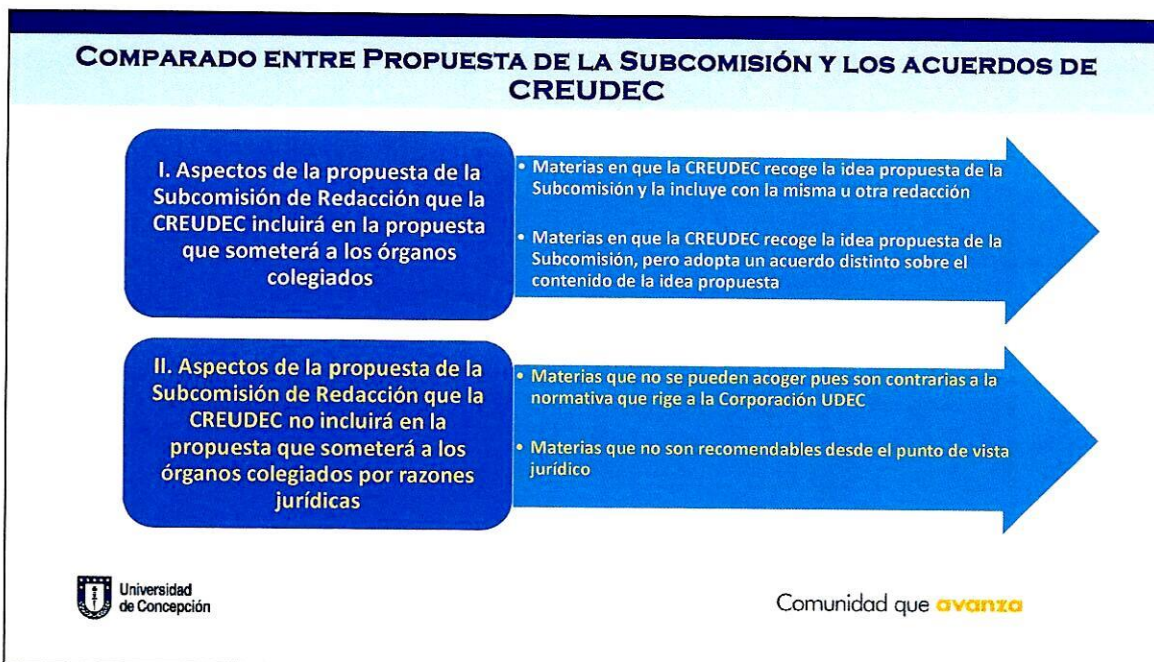 COMPARADO ENTRE PROPUESTA DE LA SUBCOMISIÓN Y LOS ACUERDOS DE
CREUDEC
I. Aspectos de la propuesta de la
Subcomisión de Redacción que la
CREUDEC incluirá en la propuesta
que someterá a los órganos
colegiados
• Materias en que la CREUDEC recoge la idea propuesta de la
Subcomisión y la incluye con la misma u otra redacción
• Materias en que la CREUDEC recoge la idea propuesta de la
Subcomisión, pero adopta un acuerdo distinto sobre el
contenido de la idea propuesta
II. Aspectos de la propuesta de la
Subcomisión de Redacción que la
CREUDEC no incluirá en la
propuesta que someterá a los
órganos colegiados por razones
jurídicas
• Materias que no se pueden acoger pues son contrarias a la
normativa que rige a la Corporación UDEC
• Materias que no son recomendables desde el punto de vista
jurídico
Universidad
de Concepción
Comunidad que avanza